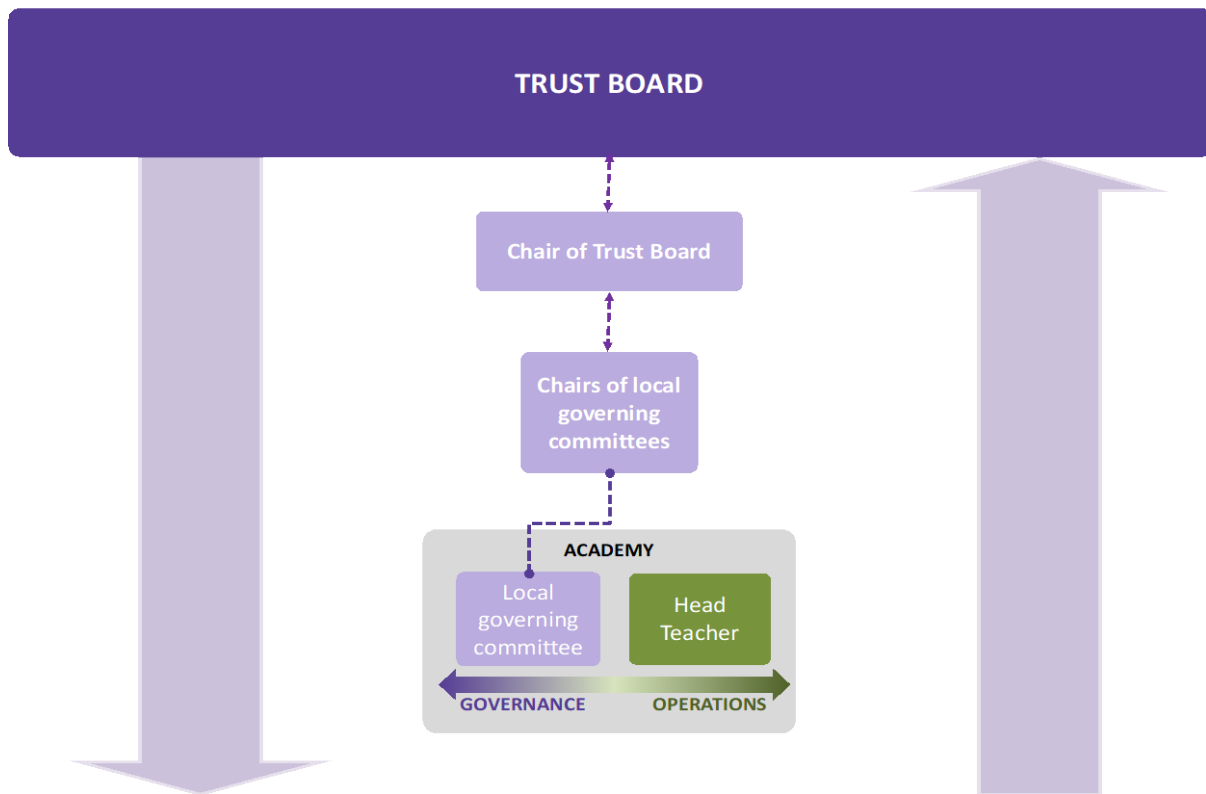 TRUST BOARD
Chair of Trust Board
Chairs of local
governing
committees
ACADEMY
Local
governing
committee
Head
Teacher
GOVERNANCE
OPERATIONS